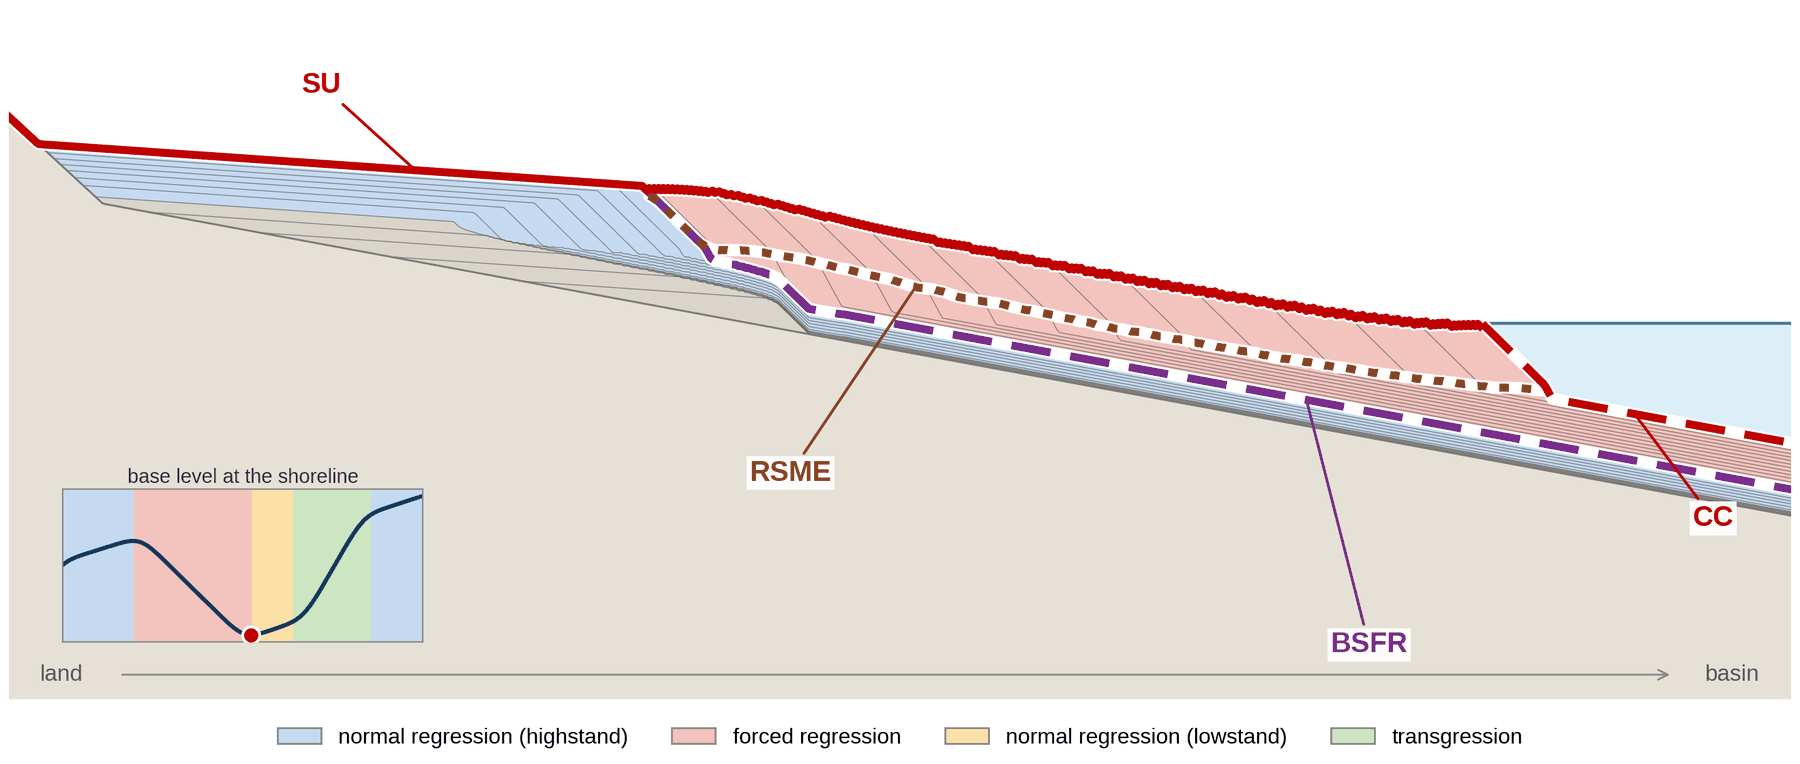 SU
RSME
CC
BSFR
base level at the shoreline
land
basin
normal regression (highstand)
forced regression
normal regression (lowstand)
transgression